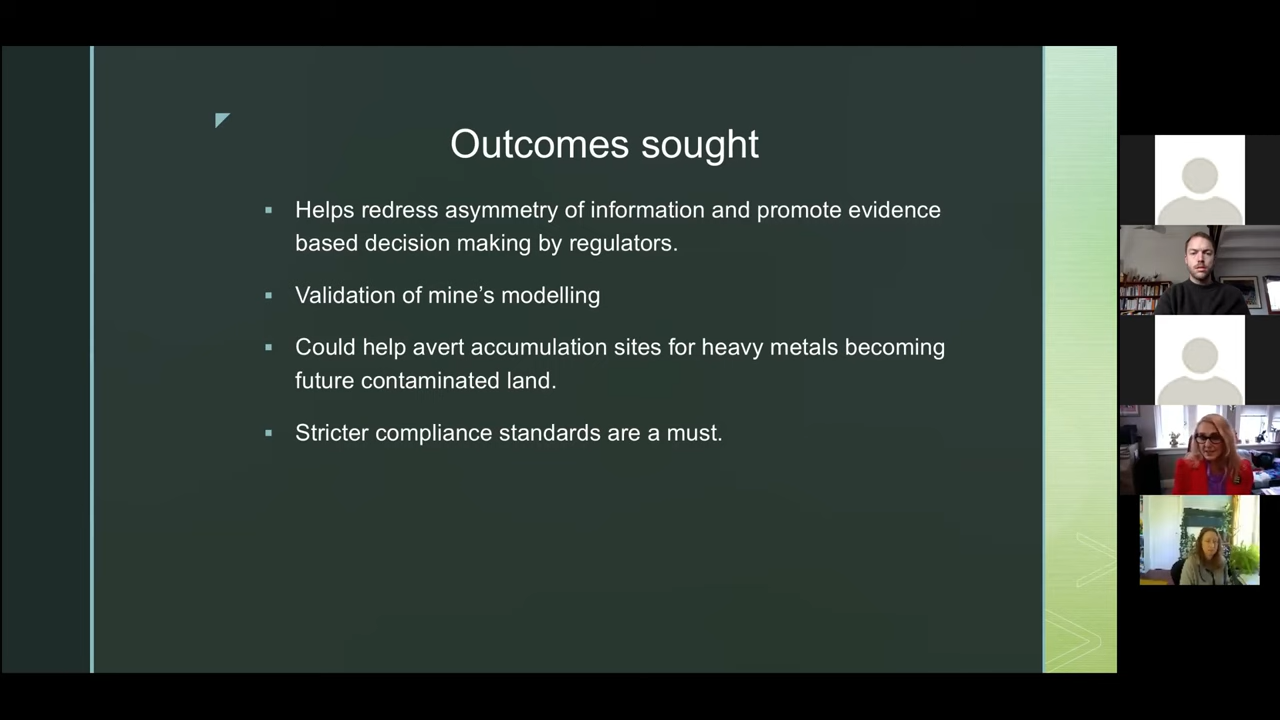 Outcomes sought
▪ Helps redress asymmetry of information and promote evidence
based decision making by regulators.
▪ Validation of mine’s modelling
▪ Could help avert accumulation sites for heavy metals becoming
future contaminated land.
▪ Stricter compliance standards are a must.